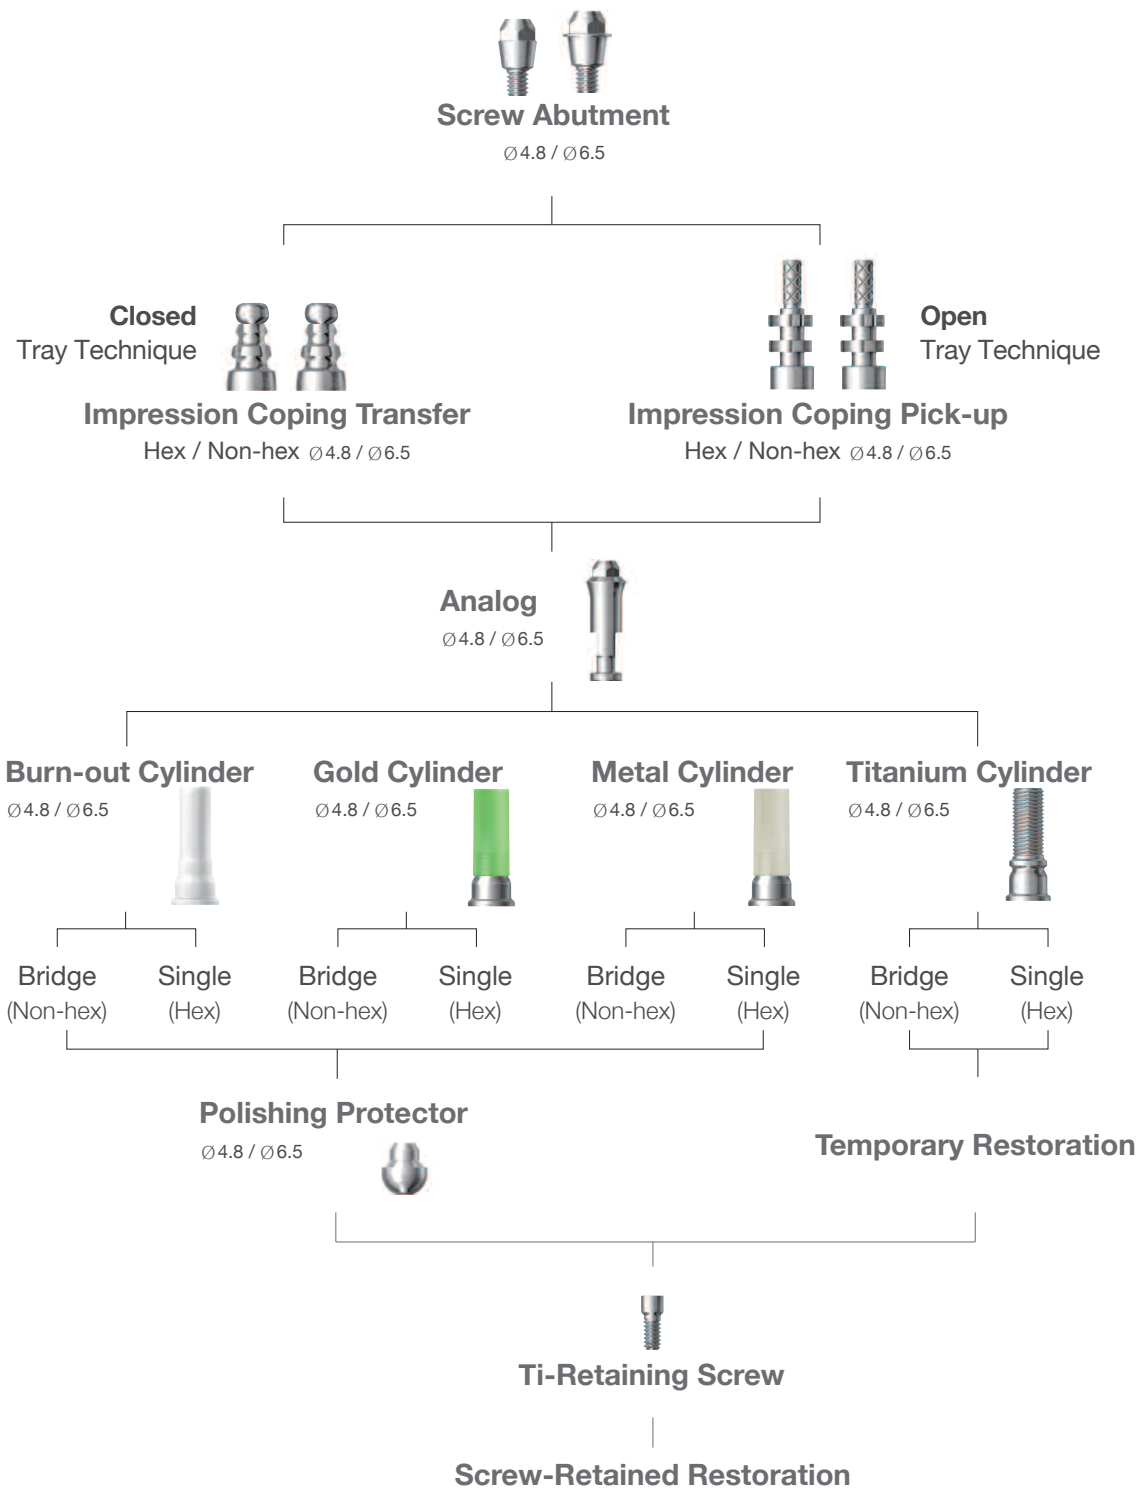 Screw Abutment
Ø4.8 / Ø6.5
Closed
Tray Technique
Open
Tray Technique
Impression Coping Transfer
Hex / Non-hex Ø4.8 / Ø6.5
Impression Coping Pick-up
Hex / Non-hex Ø4.8 / Ø6.5
Analog
Ø4.8 / Ø6.5
Burn-out Cylinder
Ø4.8 / Ø6.5
Gold Cylinder
Ø4.8 / Ø6.5
Metal Cylinder
Ø4.8 / Ø6.5
Titanium Cylinder
Ø4.8 / Ø6.5
Bridge
(Non-hex)
Single
(Hex)
Bridge
(Non-hex)
Single
(Hex)
Bridge
(Non-hex)
Single
(Hex)
Bridge
(Non-hex)
Single
(Hex)
Polishing Protector
Ø4.8 / Ø6.5
Temporary Restoration
Ti-Retaining Screw
Screw-Retained Restoration